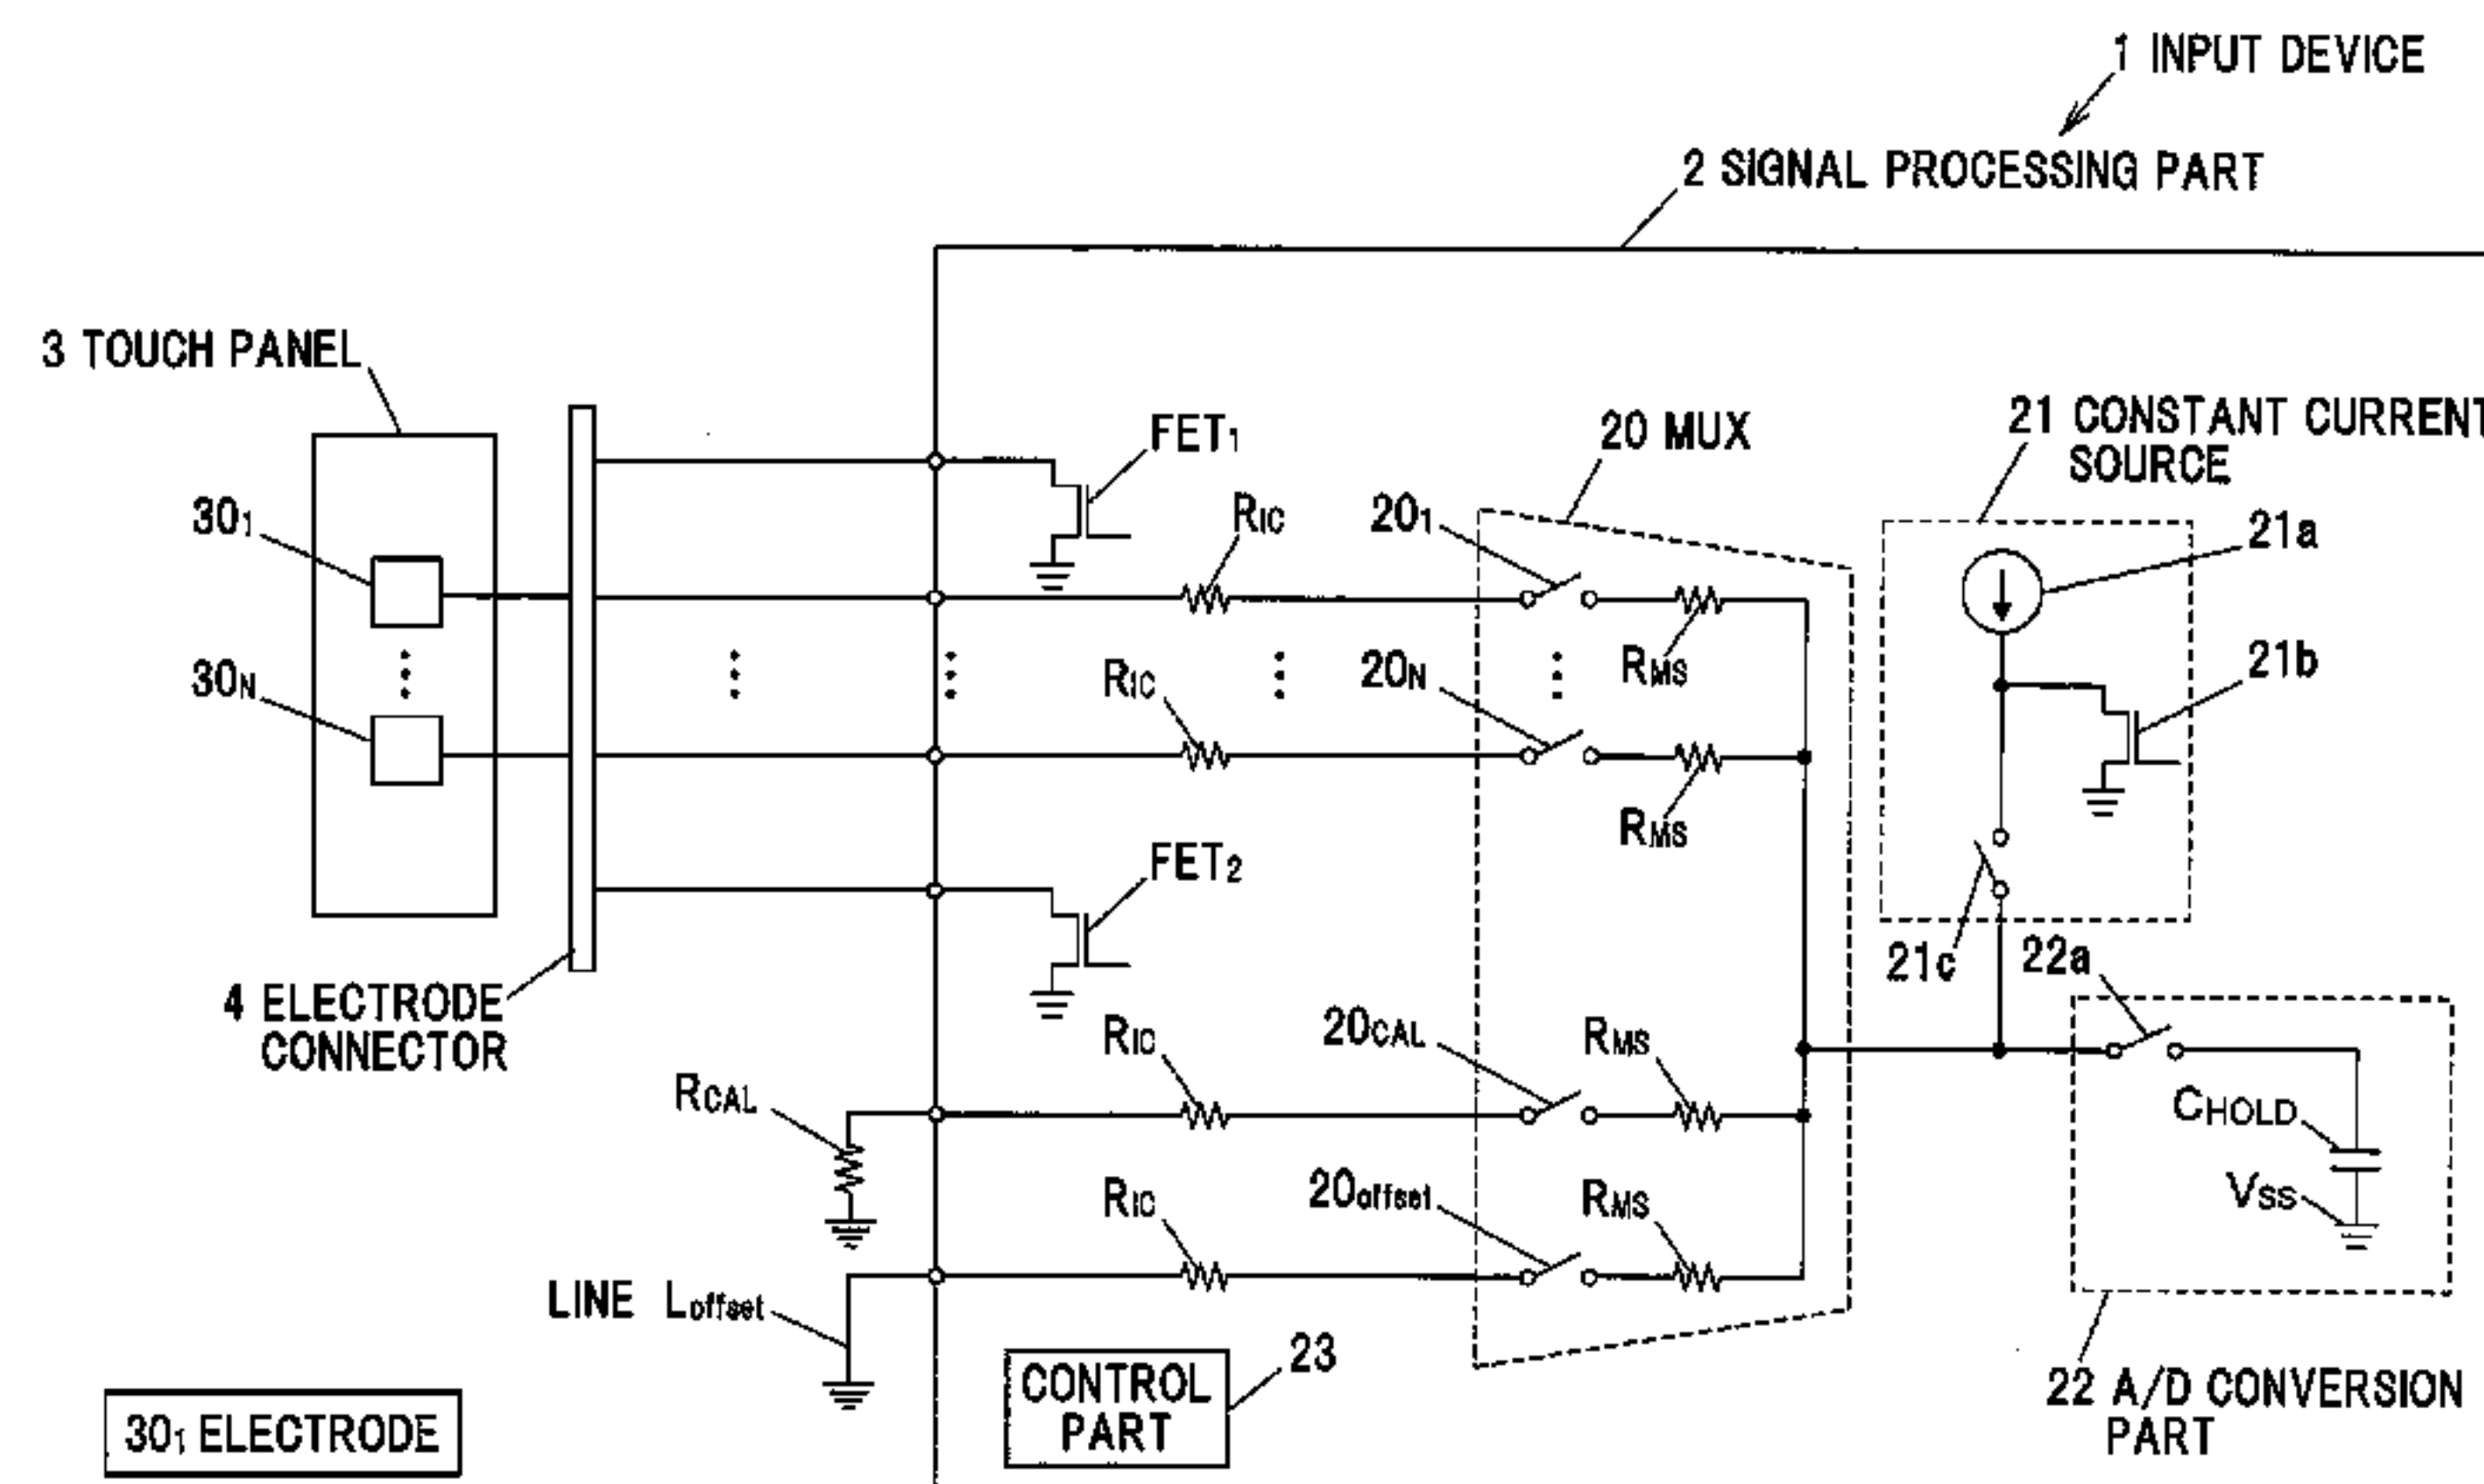 1 INPUT DEVICE
2 SIGNAL PROCESSING PART
3 TOUCH PANEL
FET1
20 MUX
21 CONSTANT CURRENT
SOURCE
301
RIC
201
21a
30N
RIC
20N
RMS
21b
RMS
FET2
4 ELECTRODE
CONNECTOR
21c
22a
RCAL
RIC
20CAL
RMS
CHOLD
RIC
20offset
RMS
VSS
LINE Loffset
CONTROL
PART
23
22 A/D CONVERSION
PART
301 ELECTRODE